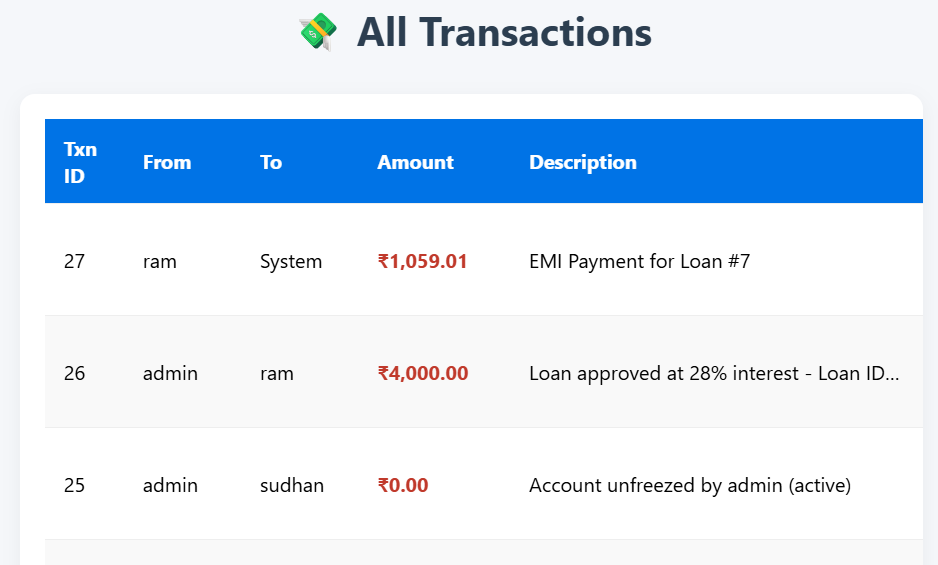 All Transactions
Txn ID From To Amount Description
27 ram System ₹1,059.01 EMI Payment for Loan #7
26 admin ram ₹4,000.00 Loan approved at 28% interest - Loan ID...
25 admin sudhan ₹0.00 Account unfreezed by admin (active)